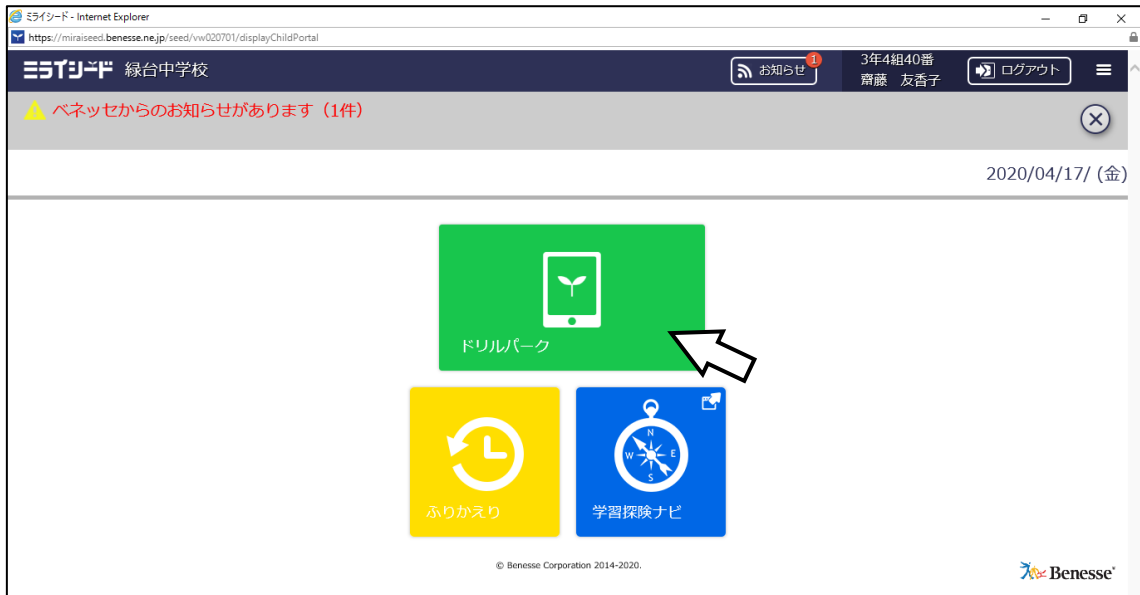 ミライシード - Internet Explorer
https://miraiseed.benesse.ne.jp/seed/vw020701/displayChildPortal
ミライシード 緑台中学校
お知らせ 1
3年4組40番
齋藤 友香子
ログアウト
ベネッセからのお知らせがあります（1件）
2020/04/17/ (金)
ドリルパーク
ふりかえり
N
W E
S
学習探険ナビ
© Benesse Corporation 2014-2020.
Benesse